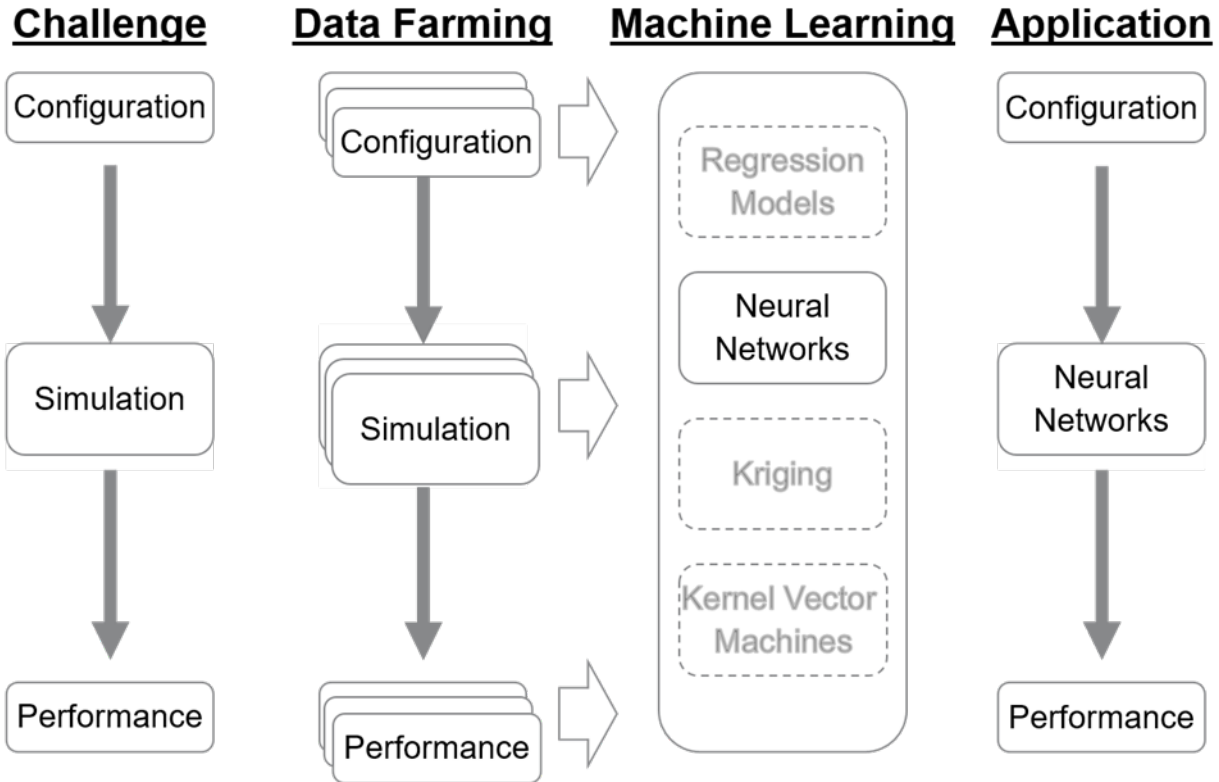 Challenge
Configuration
Simulation
Performance
Data Farming
Configuration
Simulation
Performance
Machine Learning
Regression
Models
Neural
Networks
Kriging
Kernel Vector
Machines
Application
Configuration
Neural
Networks
Performance